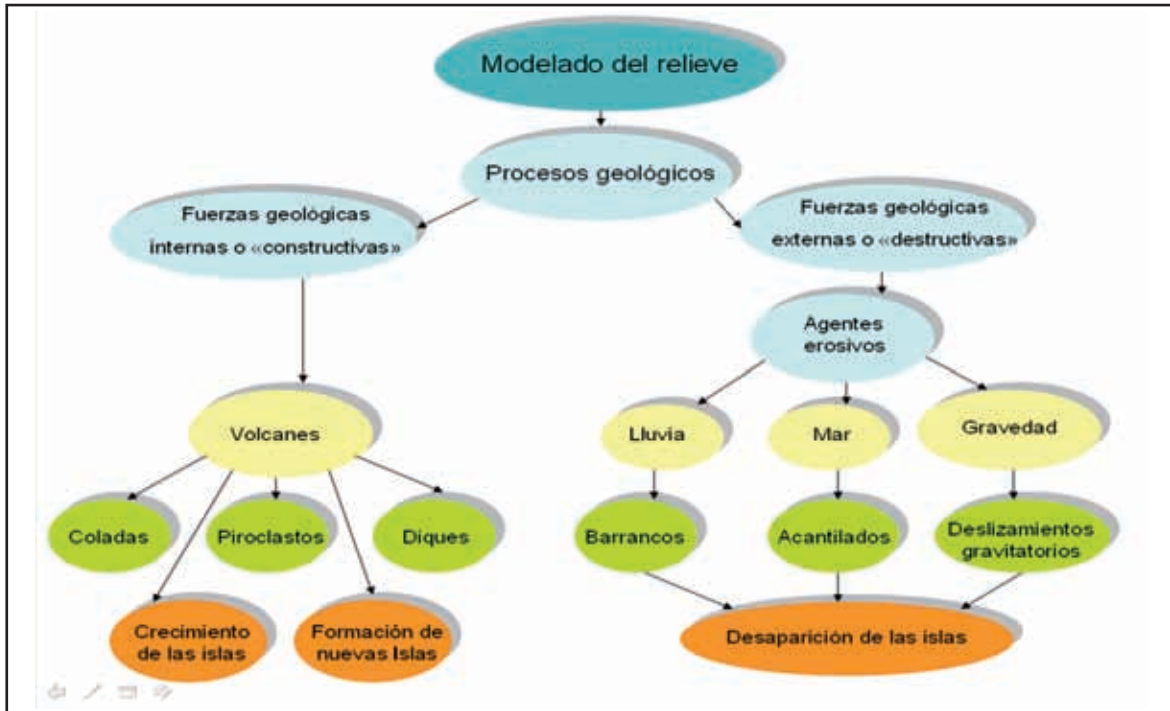 Modelado del relieve
Procesos geológicos
Fuerzas geológicas
internas o «constructivas»
Fuerzas geológicas
externas o «destructivas»
Agentes
erosivos
Volcanes
Lluvia
Mar
Gravedad
Coladas
Piroclastos
Diques
Barrancos
Acantilados
Deslizamientos
gravitatorios
Crecimiento
de las islas
Formación de
nuevas Islas
Desaparición de las islas